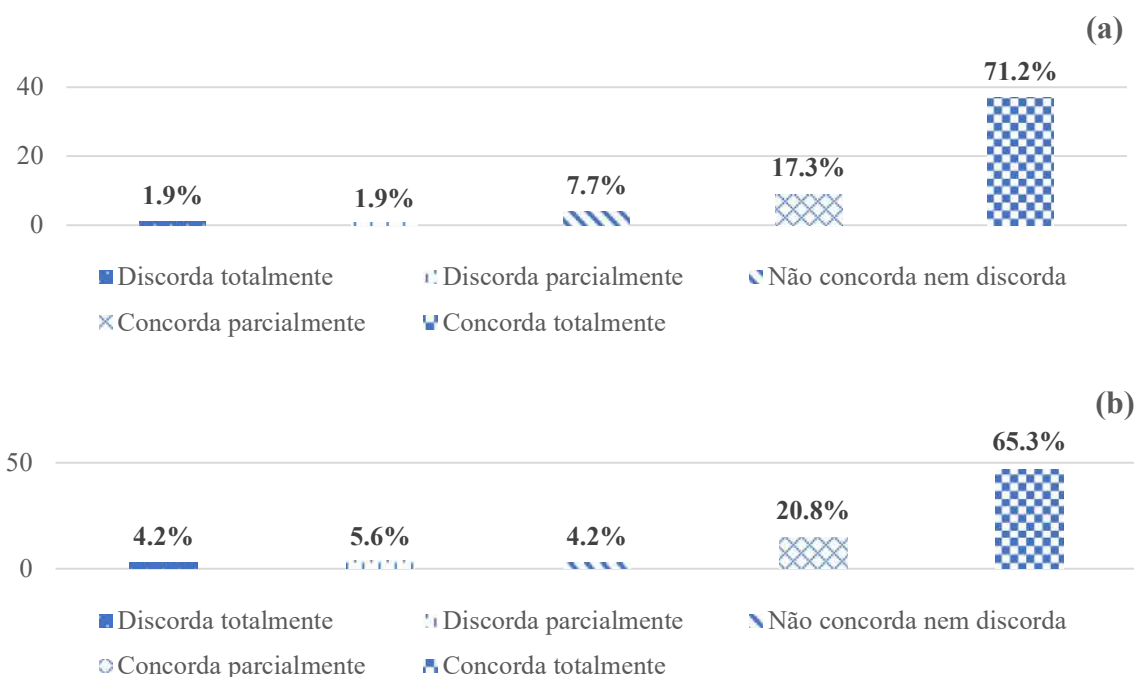 (a)
71.2%
40
17.3%
20
7.7%
1.9% 1.9%
0
Discorda totalmente Discorda parcialmente Não concorda nem discorda
Concorda parcialmente Concorda totalmente
(b)
65.3%
50
20.8%
4.2% 5.6% 4.2%
0
Discorda totalmente Discorda parcialmente Não concorda nem discorda
Concorda parcialmente Concorda totalmente